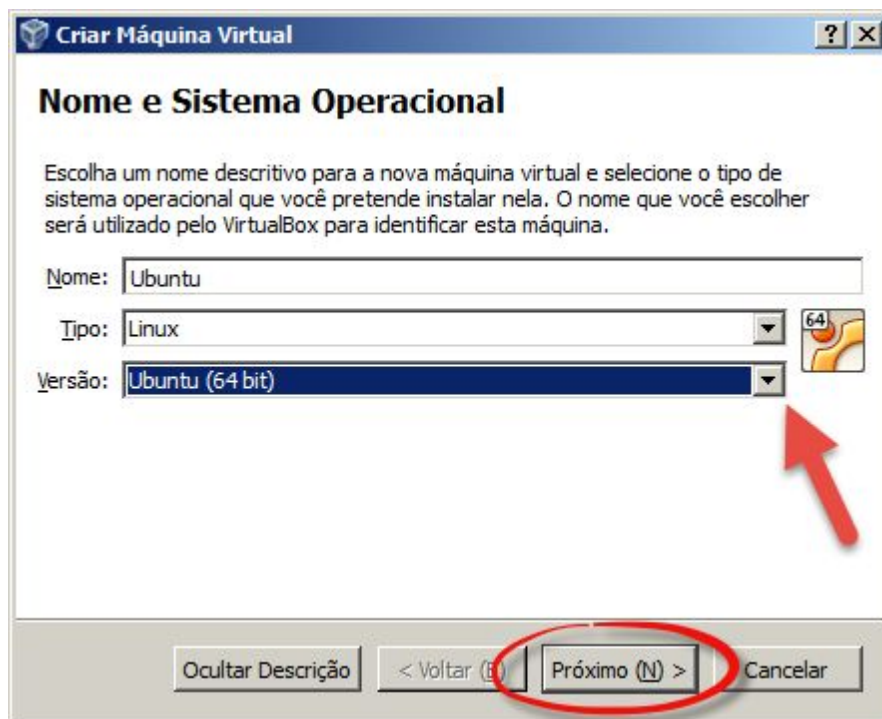 Criar Máquina Virtual
Nome e Sistema Operacional
Escolha um nome descritivo para a nova máquina virtual e selecione o tipo de
sistema operacional que você pretende instalar nela. O nome que você escolher
será utilizado pelo VirtualBox para identificar esta máquina.
Nome: Ubuntu
Tipo: Linux
64
Versão: Ubuntu (64 bit)
Ocultar Descrição < Voltar (B) Próximo (N) > Cancelar